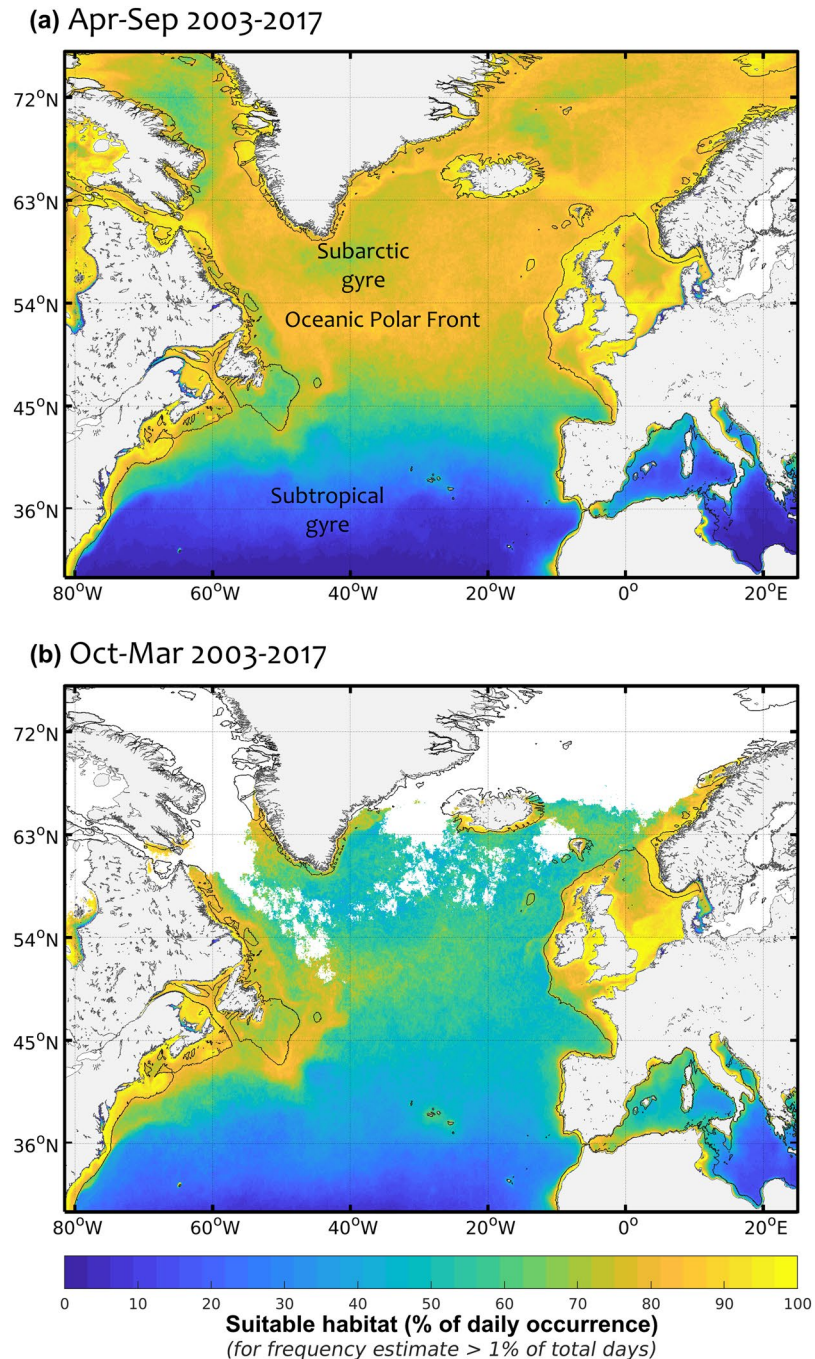 (a) Apr-Sep 2003-2017
72°N
63°N
54°N
45°N
36°N
Subarctic
gyre
Oceanic Polar Front
Subtropical
gyre
80°W 60°W 40°W 20°W 0° 20°E
(b) Oct-Mar 2003-2017
72°N
63°N
54°N
45°N
36°N
80°W 60°W 40°W 20°W 0° 20°E
0 10 20 30 40 50 60 70 80 90 100
Suitable habitat (% of daily occurrence)
(for frequency estimate > 1% of total days)